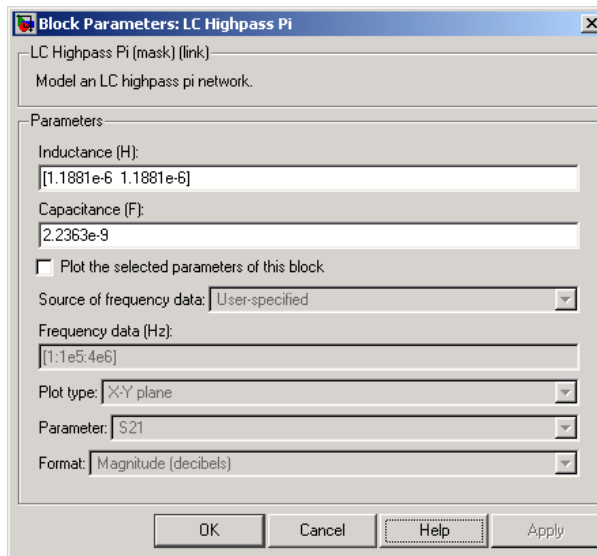 Block Parameters: LC Highpass Pi
LC Highpass Pi (mask) (link)
Model an LC highpass pi network.
Parameters
Inductance (H):
[1.1881e-6 1.1881e-6]
Capacitance (F):
2.2363e-9
Plot the selected parameters of this block
Source of frequency data: User-specified
Frequency data (Hz):
[1:1e5:4e6]
Plot type: X-Y plane
Parameter: S21
Format: Magnitude (decibels)
OK Cancel Help Apply